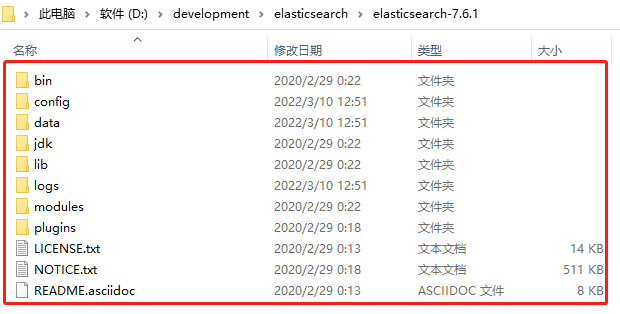 此电脑 > 软件 (D:) > development > elasticsearch > elasticsearch-7.6.1
名称 修改日期 类型 大小
bin 2020/2/29 0:22 文件夹
config 2022/3/10 12:51 文件夹
data 2022/3/10 12:51 文件夹
jdk 2020/2/29 0:22 文件夹
lib 2020/2/29 0:22 文件夹
logs 2022/3/10 12:51 文件夹
modules 2020/2/29 0:22 文件夹
plugins 2020/2/29 0:18 文件夹
LICENSE.txt 2020/2/29 0:13 文本文档 14 KB
NOTICE.txt 2020/2/29 0:18 文本文档 511 KB
README.asciidoc 2020/2/29 0:13 ASCIIDOC 文件 8 KB